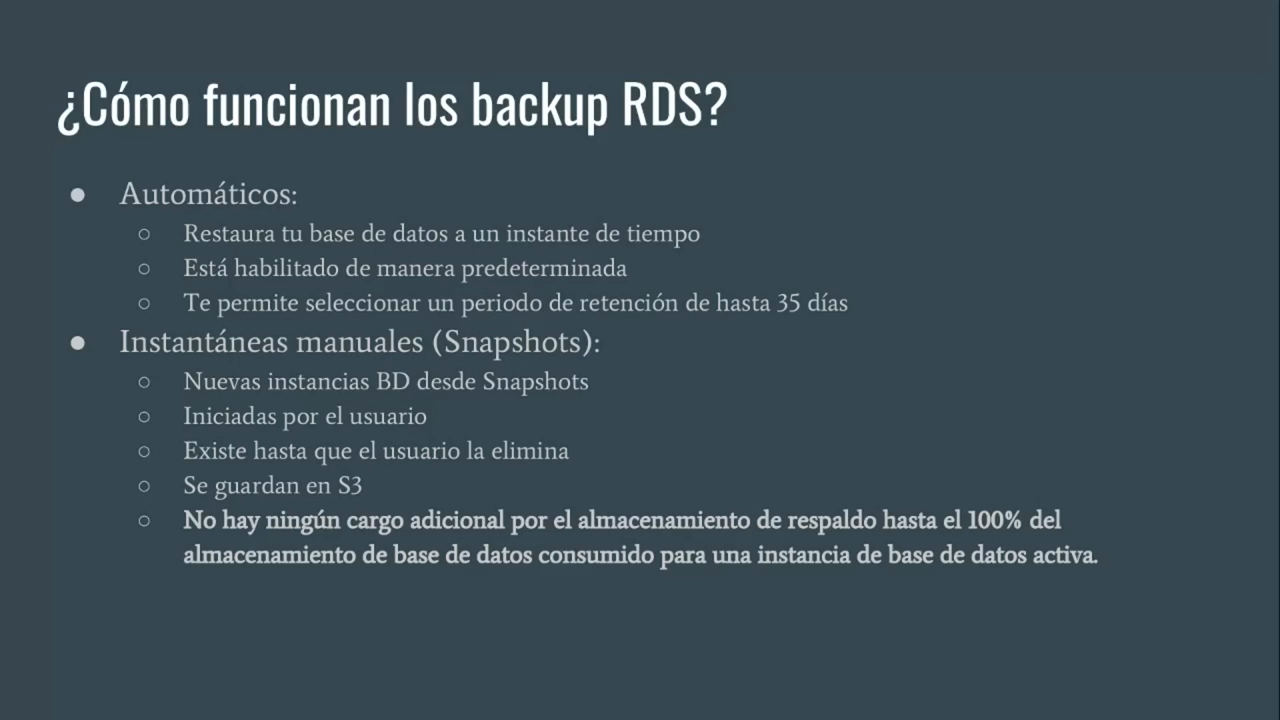 ¿Cómo funcionan los backup RDS?
● Automáticos:
○ Restaura tu base de datos a un instante de tiempo
○ Está habilitado de manera predeterminada
○ Te permite seleccionar un periodo de retención de hasta 35 días
● Instantáneas manuales (Snapshots):
○ Nuevas instancias BD desde Snapshots
○ Iniciadas por el usuario
○ Existe hasta que el usuario la elimina
○ Se guardan en S3
○ No hay ningún cargo adicional por el almacenamiento de respaldo hasta el 100% del
almacenamiento de base de datos consumido para una instancia de base de datos activa.